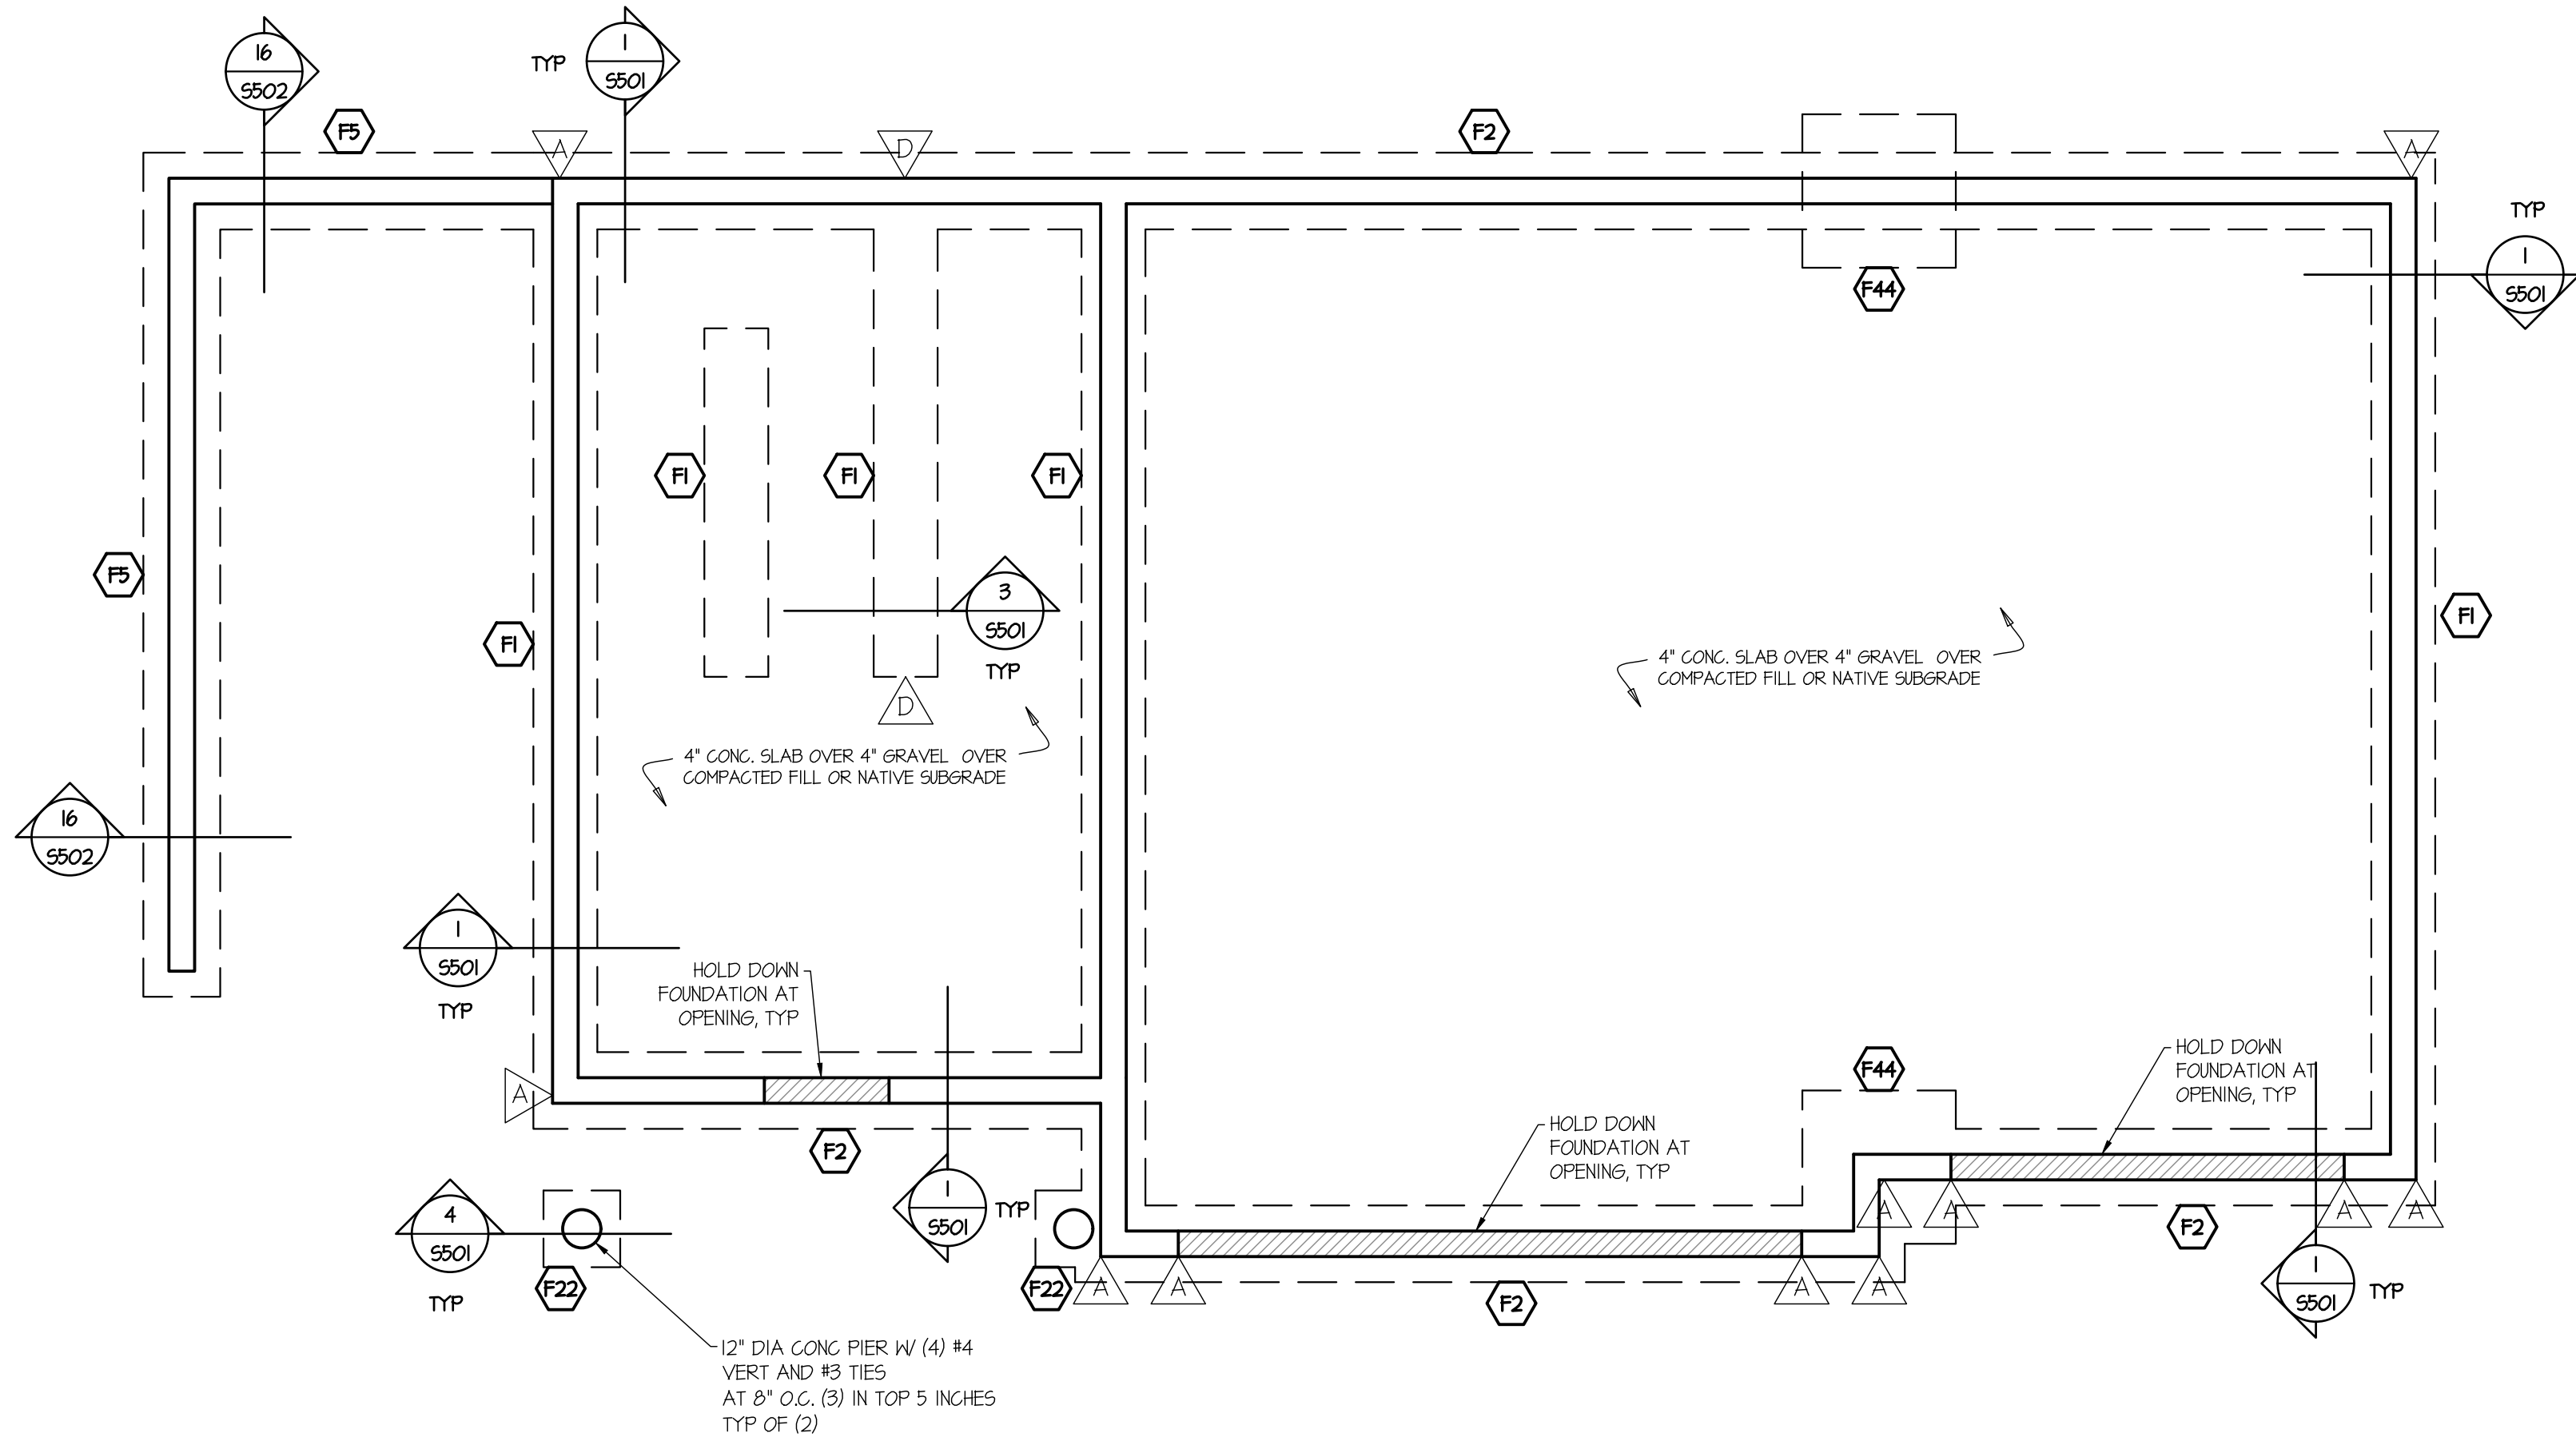 16
S502
TYP
1
S501
F5
A
D
F2
A
TYP
1
S501
F44
F1
F1
F1
F5
F1
3
S501
TYP
F1
4" CONC. SLAB OVER 4" GRAVEL OVER
COMPACTED FILL OR NATIVE SUBGRADE
D
4" CONC. SLAB OVER 4" GRAVEL OVER
COMPACTED FILL OR NATIVE SUBGRADE
16
S502
1
S501
TYP
HOLD DOWN
FOUNDATION AT
OPENING, TYP
A
F2
F44
HOLD DOWN
FOUNDATION AT
OPENING, TYP
HOLD DOWN
FOUNDATION AT
OPENING, TYP
4
S501
TYP
F22
1
S501
TYP
F22
A
A
F2
A
A
A
A
F2
A
A
1
S501
TYP
12" DIA CONC PIER W/ (4) #4
VERT AND #3 TIES
AT 8" O.C. (3) IN TOP 5 INCHES
TYP OF (2)